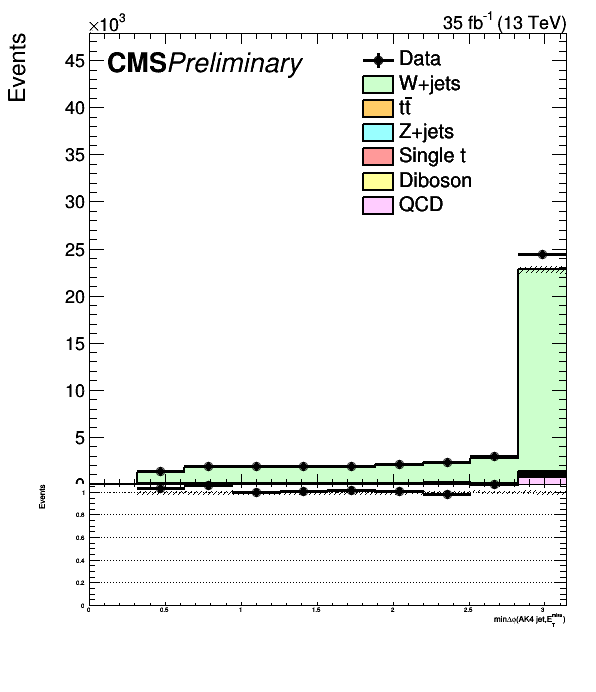 ×10³
35 fb⁻¹ (13 TeV)
Events
CMS Preliminary
Data
W+jets
tt̄
Z+jets
Single t
Diboson
QCD
45
40
35
30
25
20
15
10
5
0
Events
1
0.8
0.6
0.4
0.2
0
0 0.5 1 1.5 2 2.5 3
minΔφ(AK4 jet,E_T^miss)